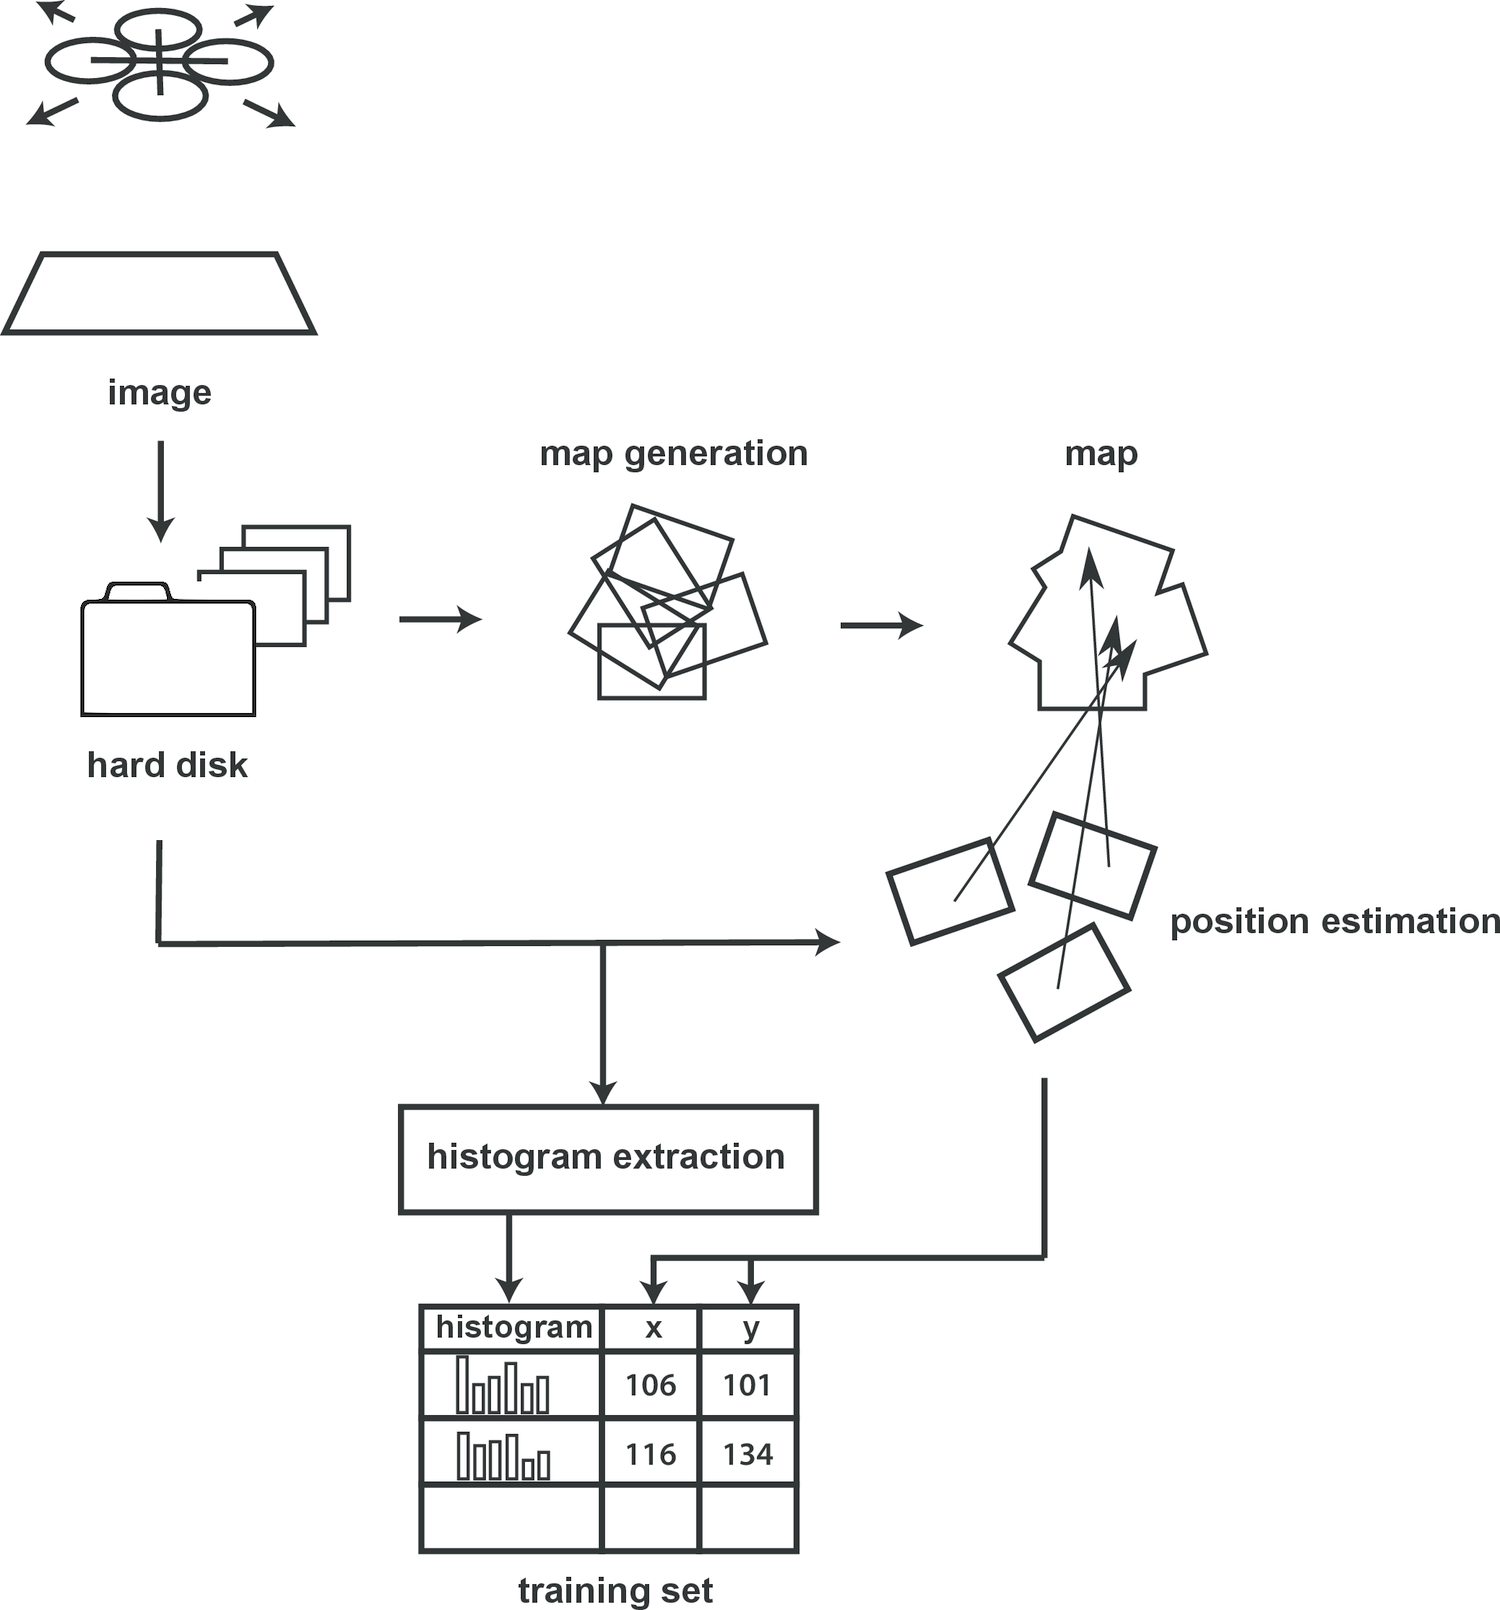 image
map generation
map
hard disk
position estimation
histogram extraction
histogram x y
106 101
116 134
training set